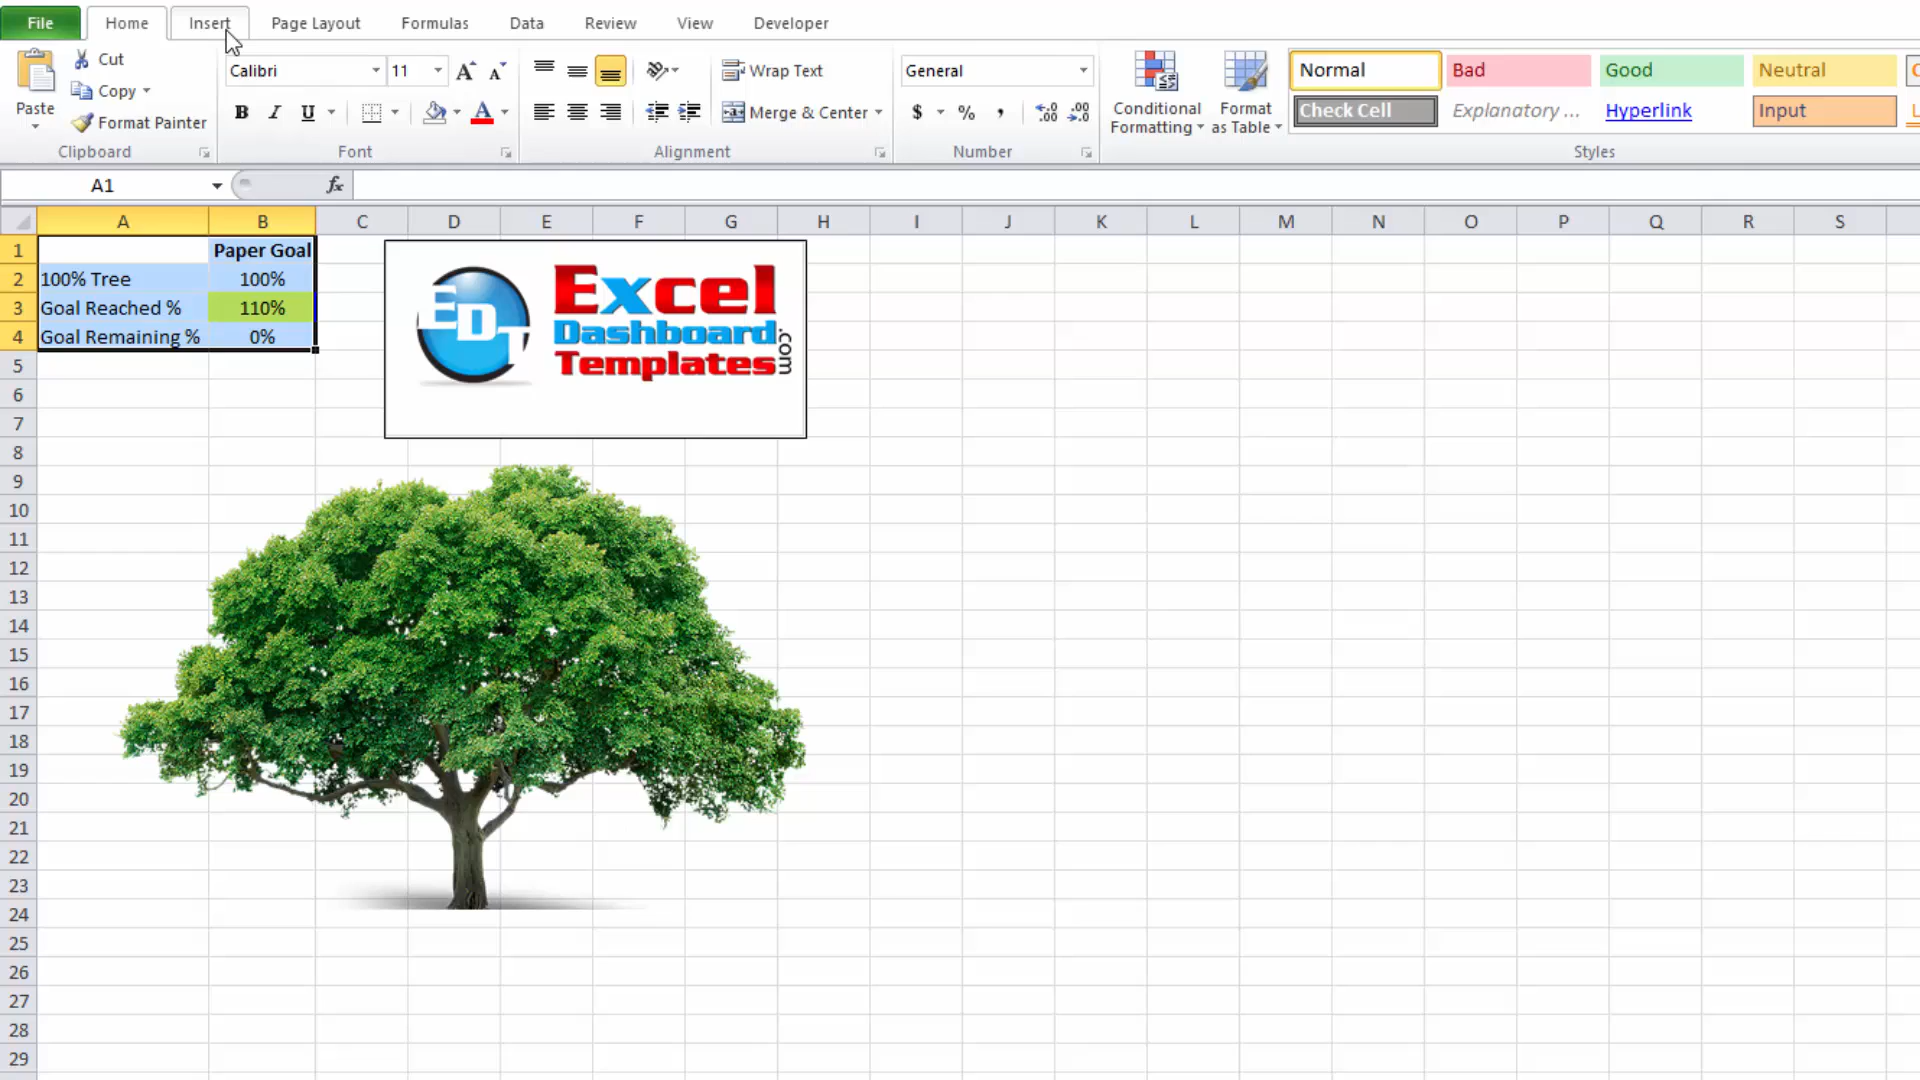 File Home Insert Page Layout Formulas Data Review View Developer
Cut
Copy
Format Painter
Paste
Clipboard
Calibri 11
B I U
Font
Wrap Text
Merge & Center
Alignment
General
$ % ,
Number
Conditional Formatting
Format as Table
Normal Bad Good Neutral
Check Cell Explanatory ... Hyperlink Input
Styles
A1 fx
A B C D E F G H I J K L M N O P Q R S
1 Paper Goal
2 100% Tree 100%
3 Goal Reached % 110%
4 Goal Remaining % 0%
5
6
7
8
9
10
11
12
13
14
15
16
17
18
19
20
21
22
23
24
25
26
27
28
29
EDT
Excel
Dashboard
Templates
.com